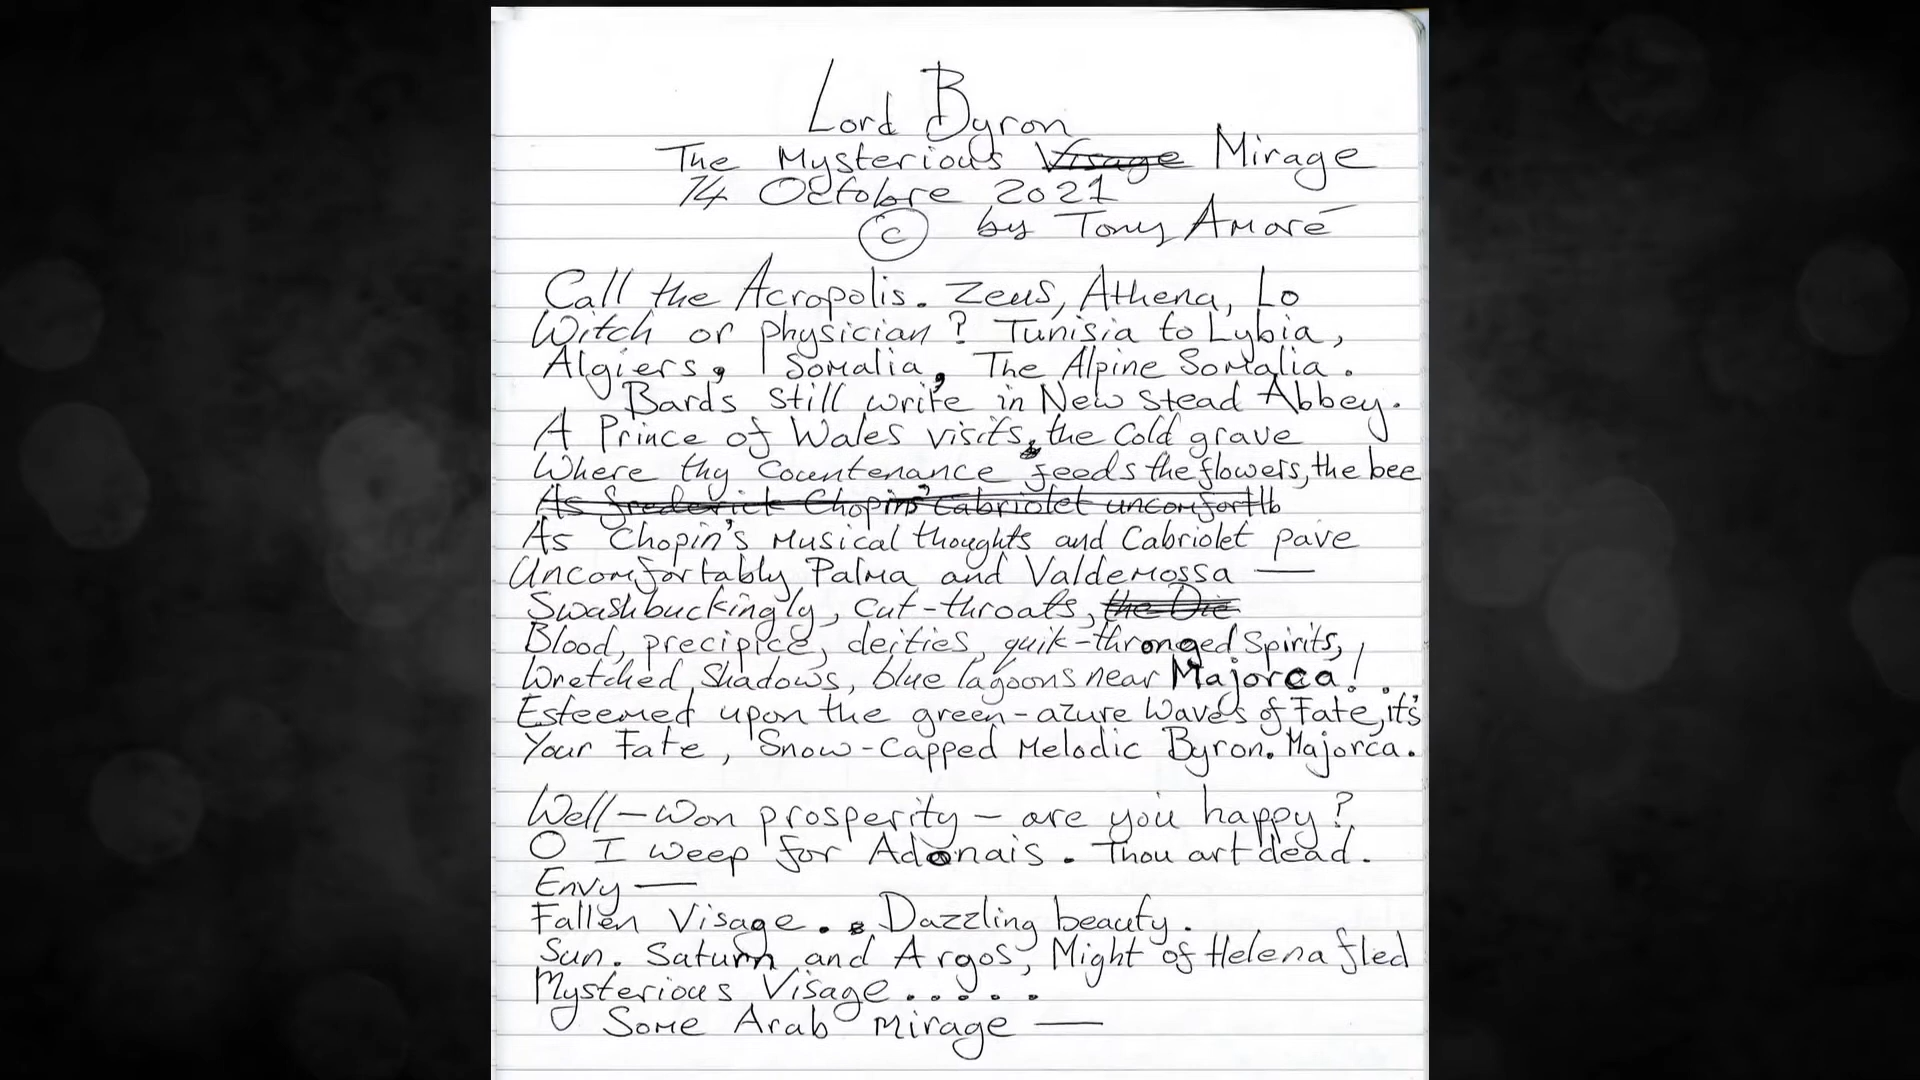 Lord Byron
The Mysterious Visage Mirage
14 Octobre 2021
© by Tony Amoré
Call the Acropolis. Zeus, Athena, Lo
Witch or physician? Tunisia to Lybia,
Algiers, Somalia, The Alpine Somalia.
Bards still write in New stead Abbey.
A Prince of Wales visits, the Cold grave
Where thy Countenance feeds the flowers, the bee
As frederick Chopin's Cabriolet uncomfortb
As Chopin's Musical thoughts and Cabriolet pave
Uncomfortably Palma and Valdemossa —
Swashbuckingly, cut-throats, the Die
Blood, precipice, deities, quik-thronged Spirits,
Wretched Shadows, blue lagoons near Majorca!
Esteemed upon the green-azure Waves of Fate, it's
Your Fate, Snow-Capped Melodic Byron. Majorca.
Well-Won prosperity - are you happy?
O I weep for Adonais. Thou art dead.
Envy —
Fallen Visage. Dazzling beauty.
Sun. Saturn and Argos, Might of Helena fled
Mysterious Visage.....
Some Arab mirage —